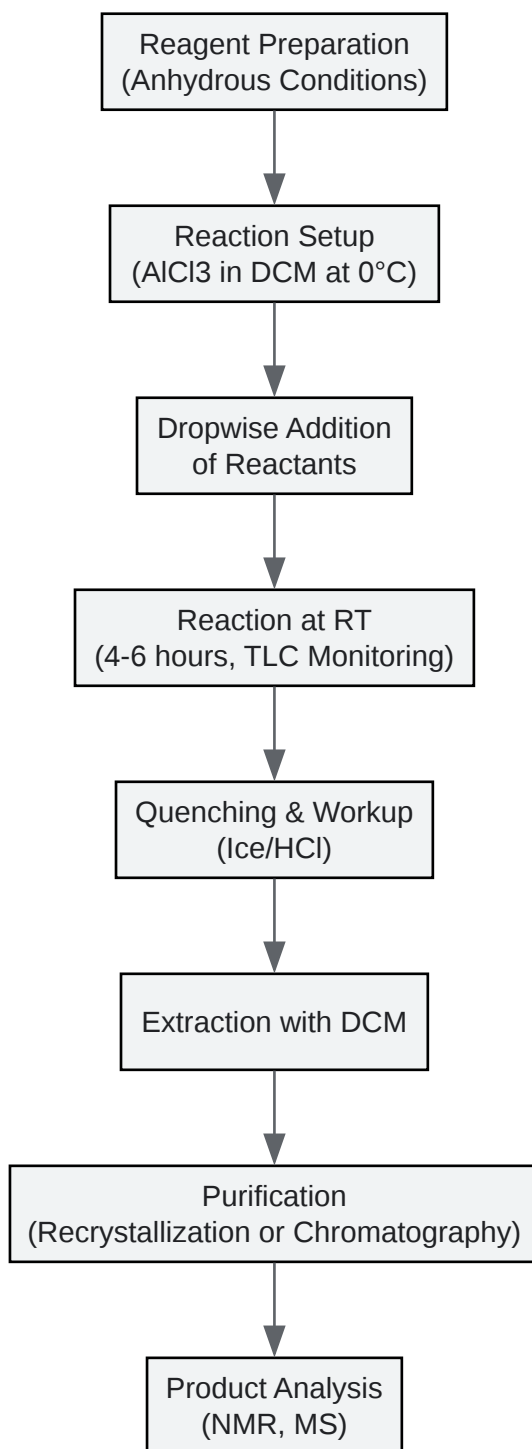 Reagent Preparation
(Anhydrous Conditions)
Reaction Setup
(AlCl3 in DCM at 0°C)
Dropwise Addition
of Reactants
Reaction at RT
(4-6 hours, TLC Monitoring)
Quenching & Workup
(Ice/HCl)
Extraction with DCM
Purification
(Recrystallization or Chromatography)
Product Analysis
(NMR, MS)